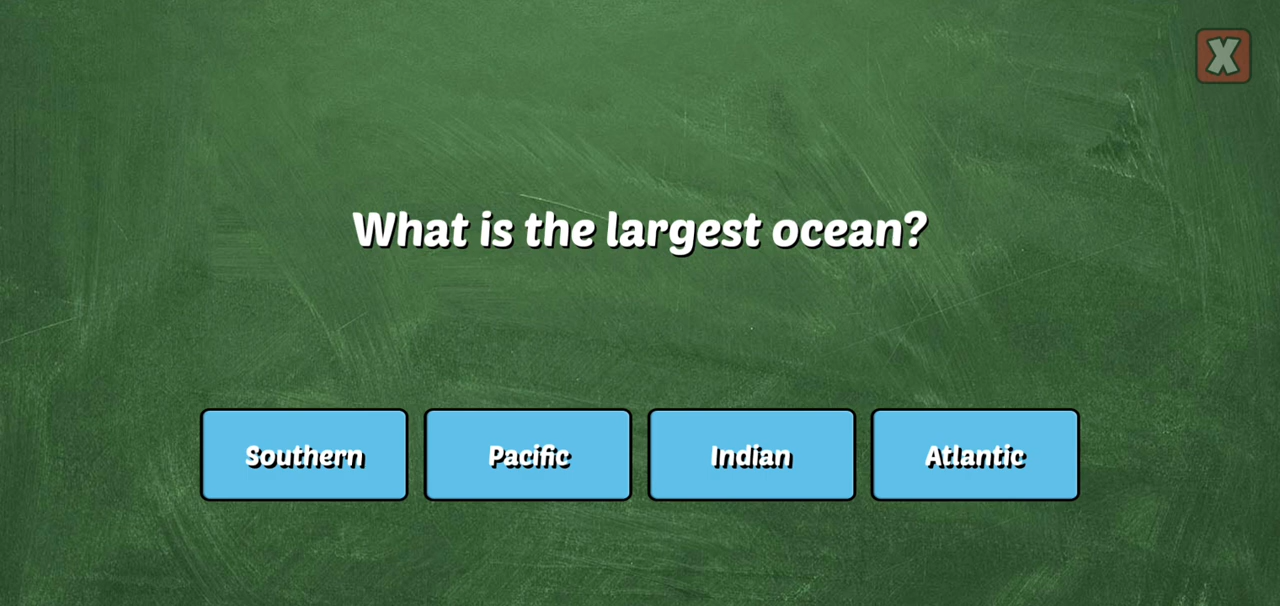 X
What is the largest ocean?
Southern
Pacific
Indian
Atlantic